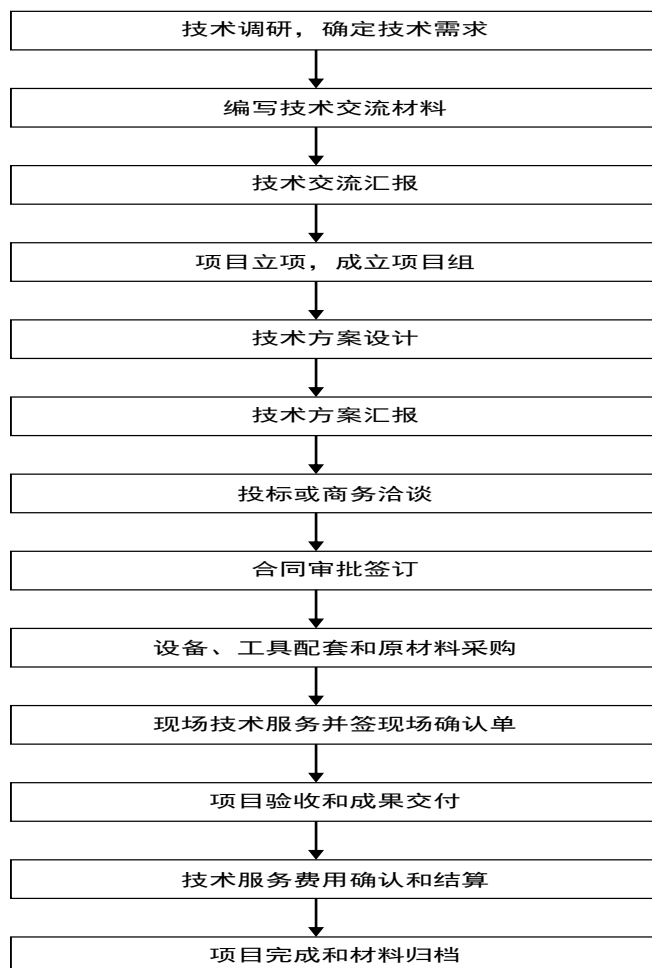 技术调研，确定技术需求
编写技术交流材料
技术交流汇报
项目立项，成立项目组
技术方案设计
技术方案汇报
投标或商务洽谈
合同审批签订
设备、工具配套和原材料采购
现场技术服务并签现场确认单
项目验收和成果交付
技术服务费用确认和结算
项目完成和材料归档